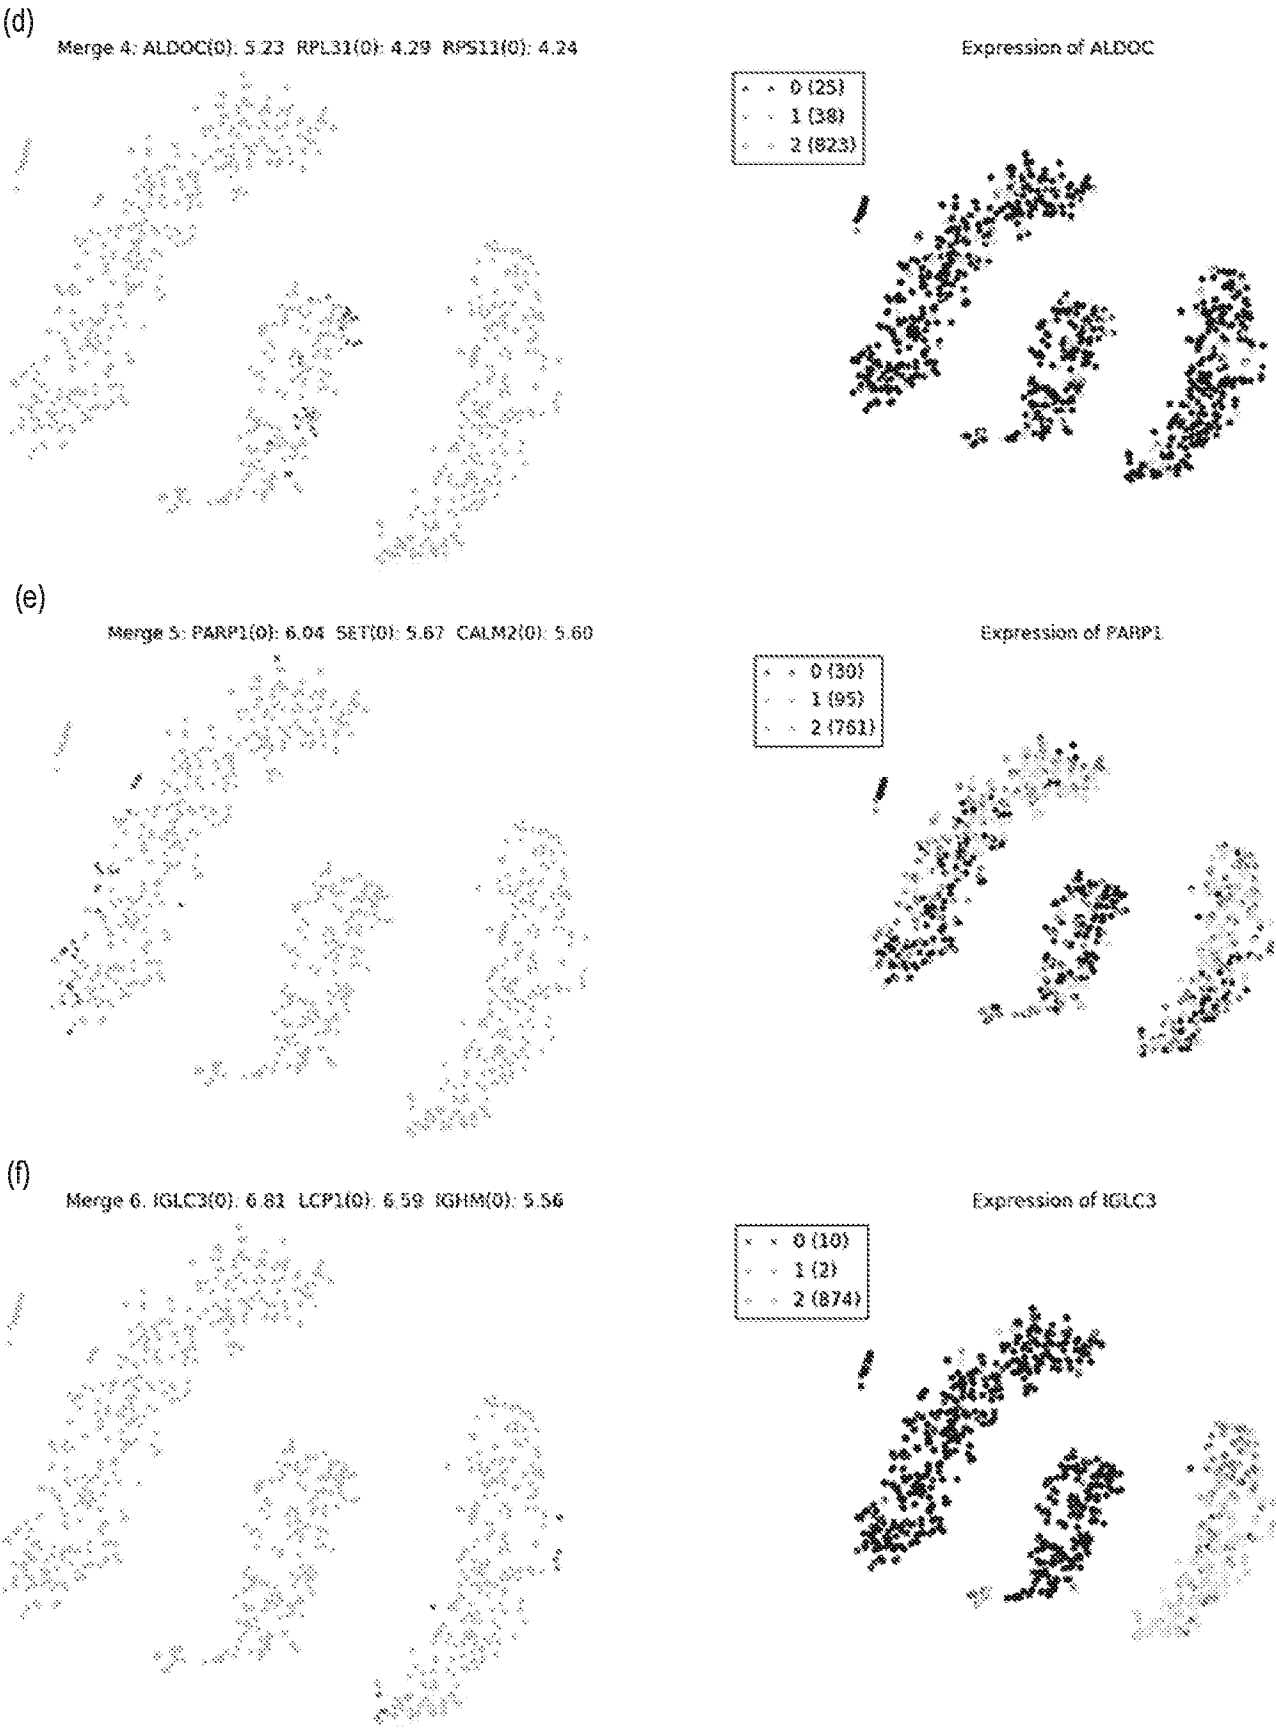 (d)
Merge 4: ALDOC(0): 5.23 RPL31(0): 4.29 RPS11(0): 4.24
Expression of ALDOC
0 (25)
1 (38)
2 (823)
(e)
Merge 5: PARP1(0): 6.04 SET(0): 5.67 CALM2(0): 5.60
Expression of PARP1
0 (30)
1 (95)
2 (761)
(f)
Merge 6. IGLC3(0): 6.81 LCP1(0): 6.59 IGHM(0): 5.56
Expression of IGLC3
0 (10)
1 (2)
2 (874)